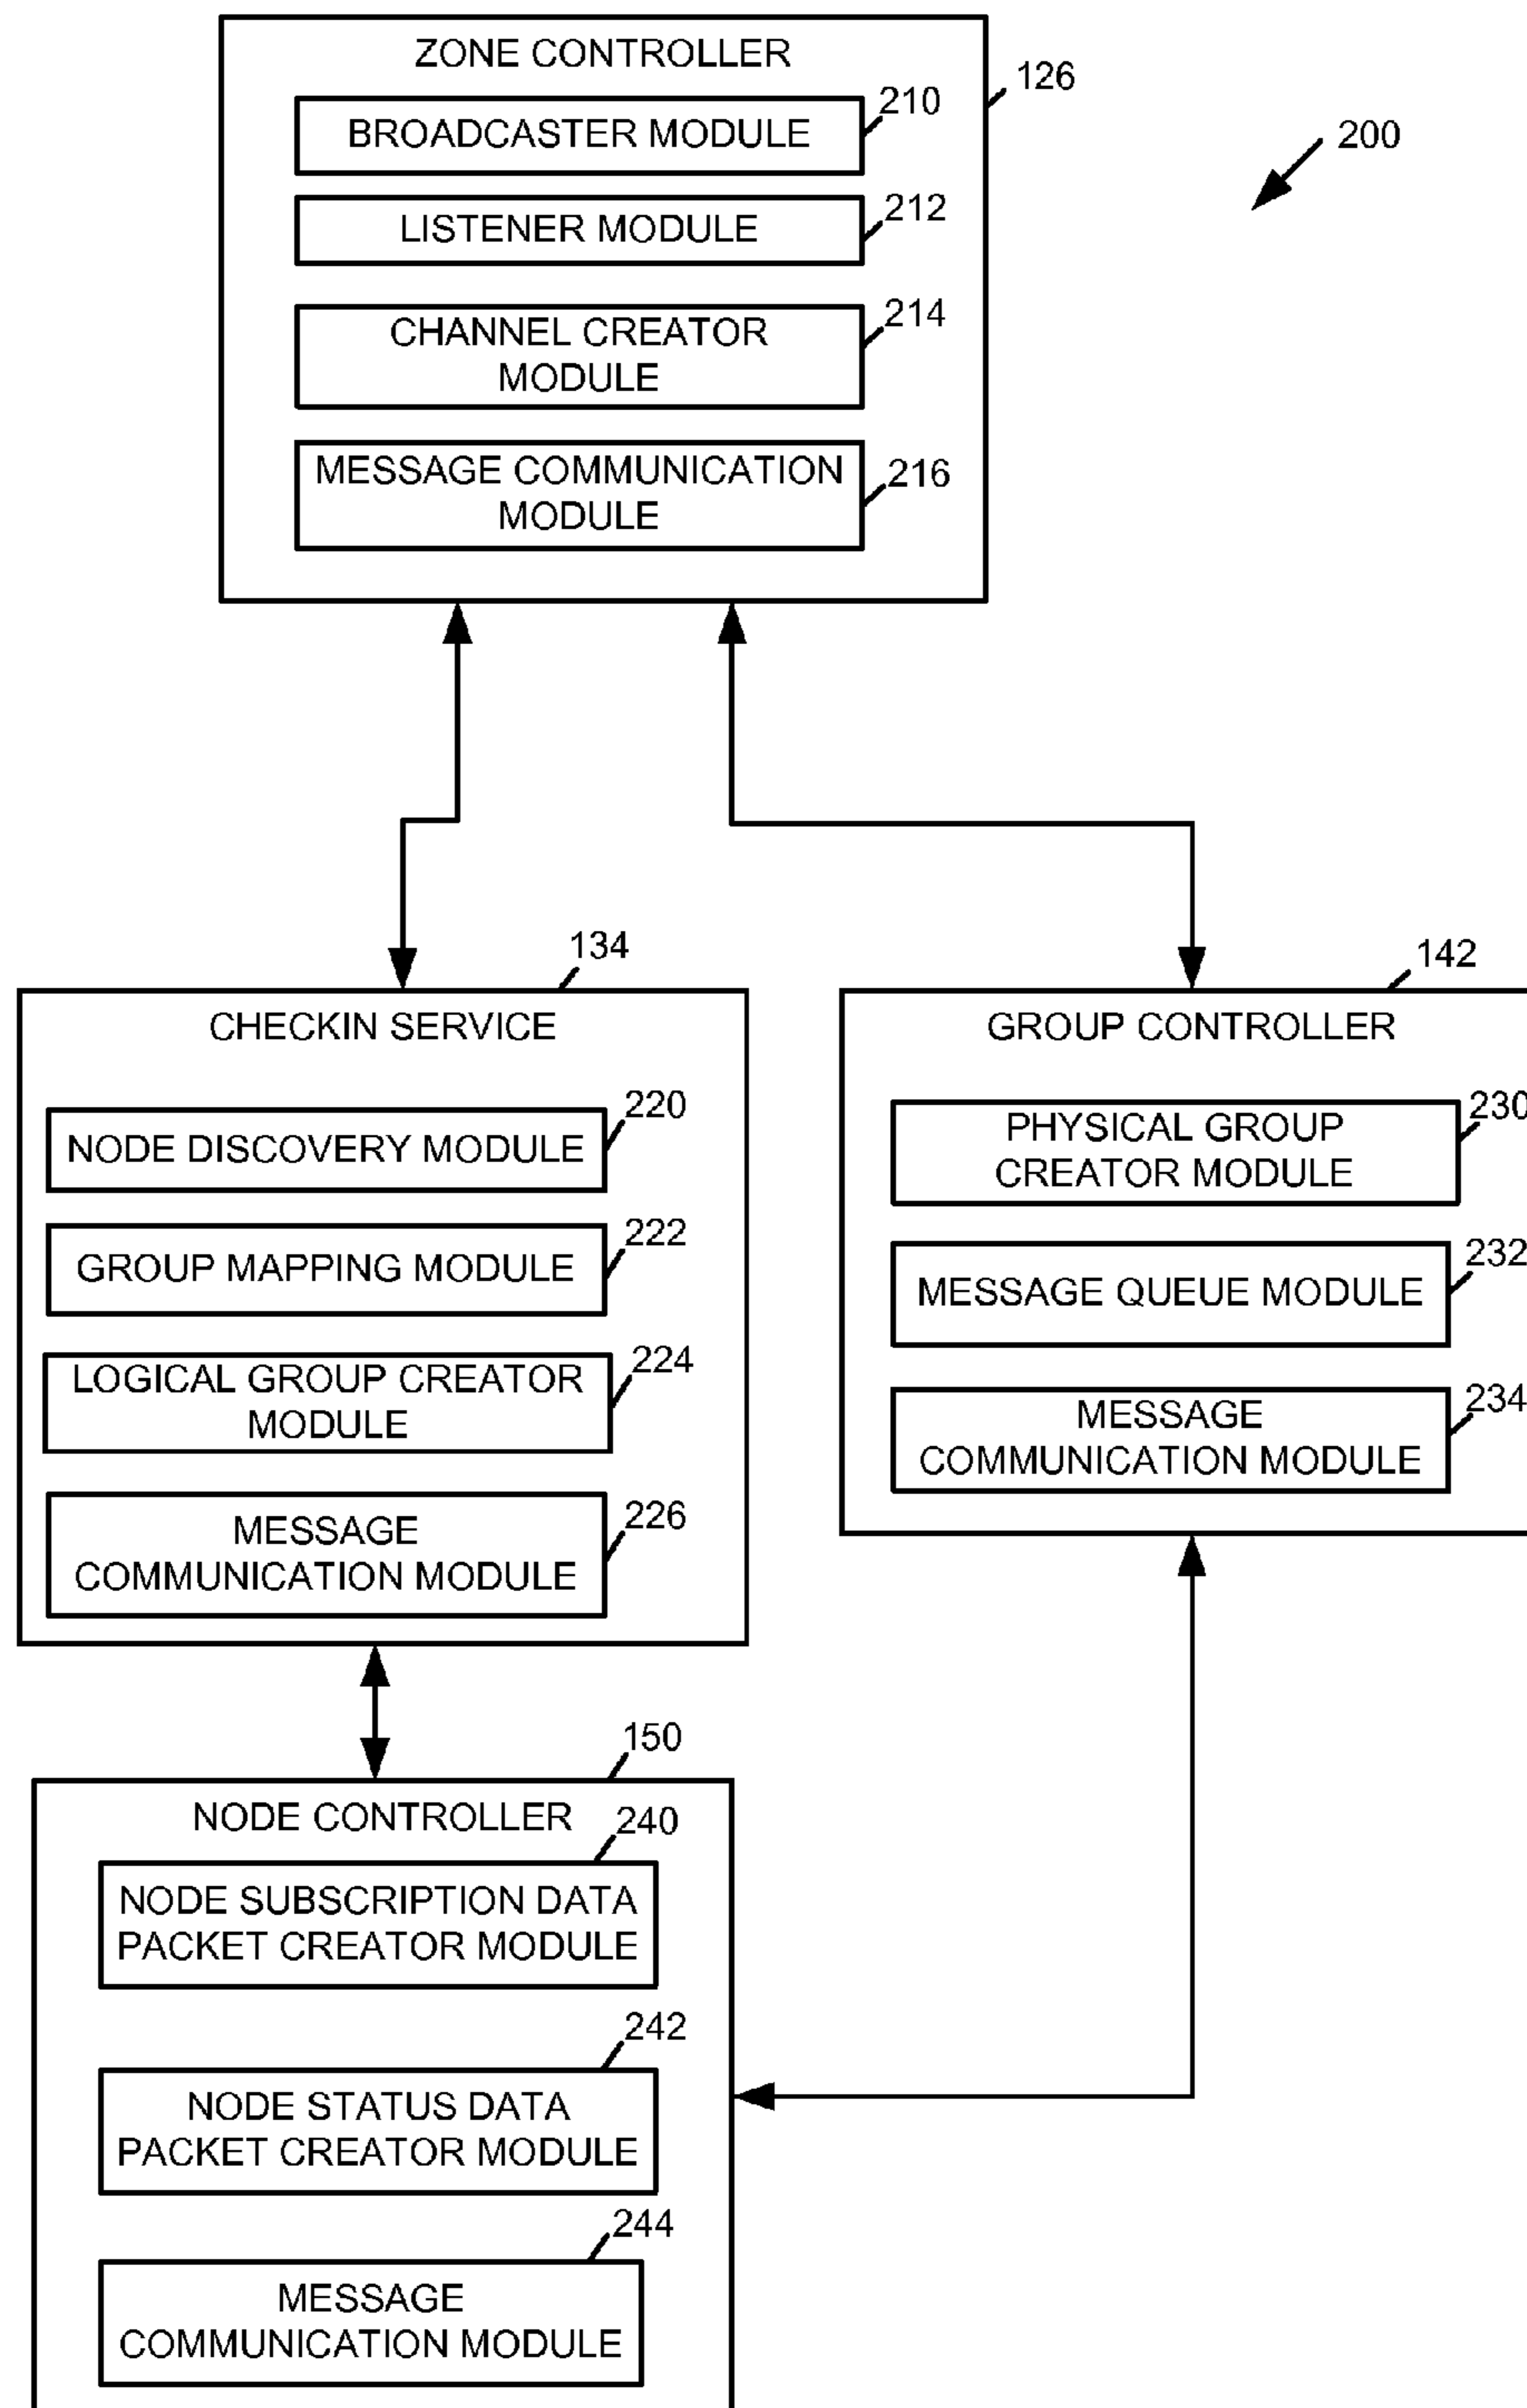 ZONE CONTROLLER
126
BROADCASTER MODULE
210
200
LISTENER MODULE
212
CHANNEL CREATOR
MODULE
214
MESSAGE COMMUNICATION
MODULE
216
134
CHECKIN SERVICE
NODE DISCOVERY MODULE
220
GROUP MAPPING MODULE
222
LOGICAL GROUP CREATOR
MODULE
224
MESSAGE
COMMUNICATION MODULE
226
142
GROUP CONTROLLER
PHYSICAL GROUP
CREATOR MODULE
230
MESSAGE QUEUE MODULE
232
MESSAGE
COMMUNICATION MODULE
234
150
NODE CONTROLLER
240
NODE SUBSCRIPTION DATA
PACKET CREATOR MODULE
242
NODE STATUS DATA
PACKET CREATOR MODULE
244
MESSAGE
COMMUNICATION MODULE